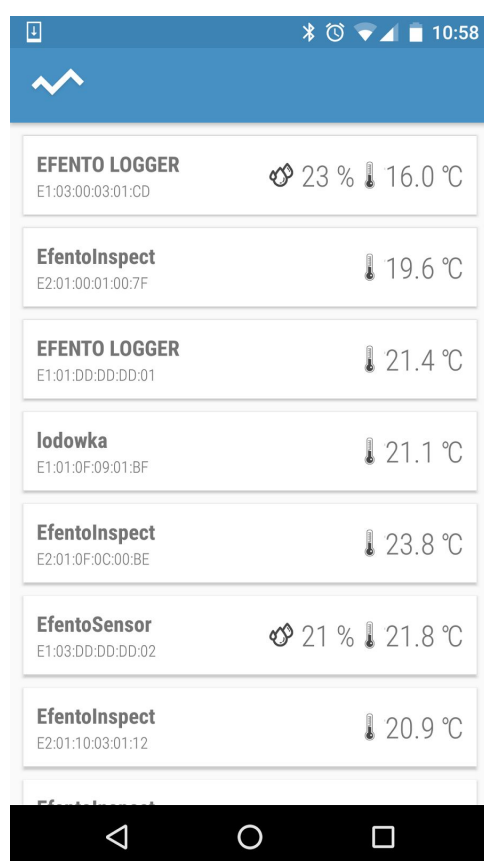 10:58
EFENTO LOGGER 23 % 16.0 °C
E1:03:00:03:01:CD
EfentoInspect 19.6 °C
E2:01:00:01:00:7F
EFENTO LOGGER 21.4 °C
E1:01:DD:DD:DD:01
lodowka 21.1 °C
E1:01:0F:09:01:BF
EfentoInspect 23.8 °C
E2:01:0F:0C:00:BE
EfentoSensor 21 % 21.8 °C
E1:03:DD:DD:DD:02
EfentoInspect 20.9 °C
E2:01:10:03:01:12
EfentoInspect